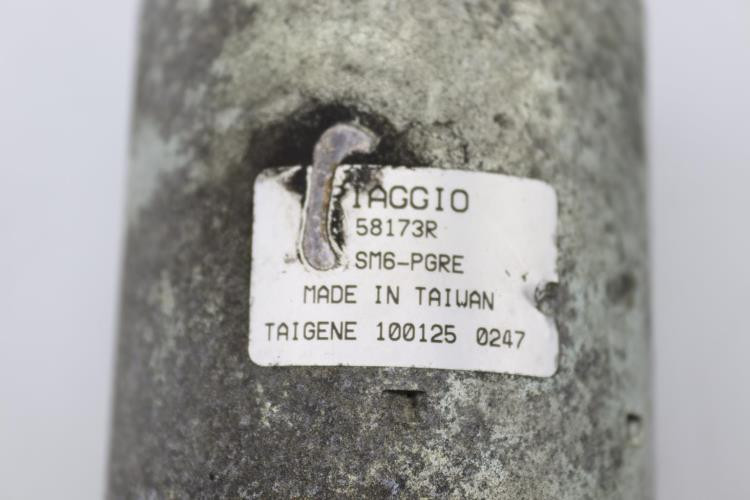 IAGGIO
58173R
SM6-PGRE
MADE IN TAIWAN
TAIGENE 100125 0247